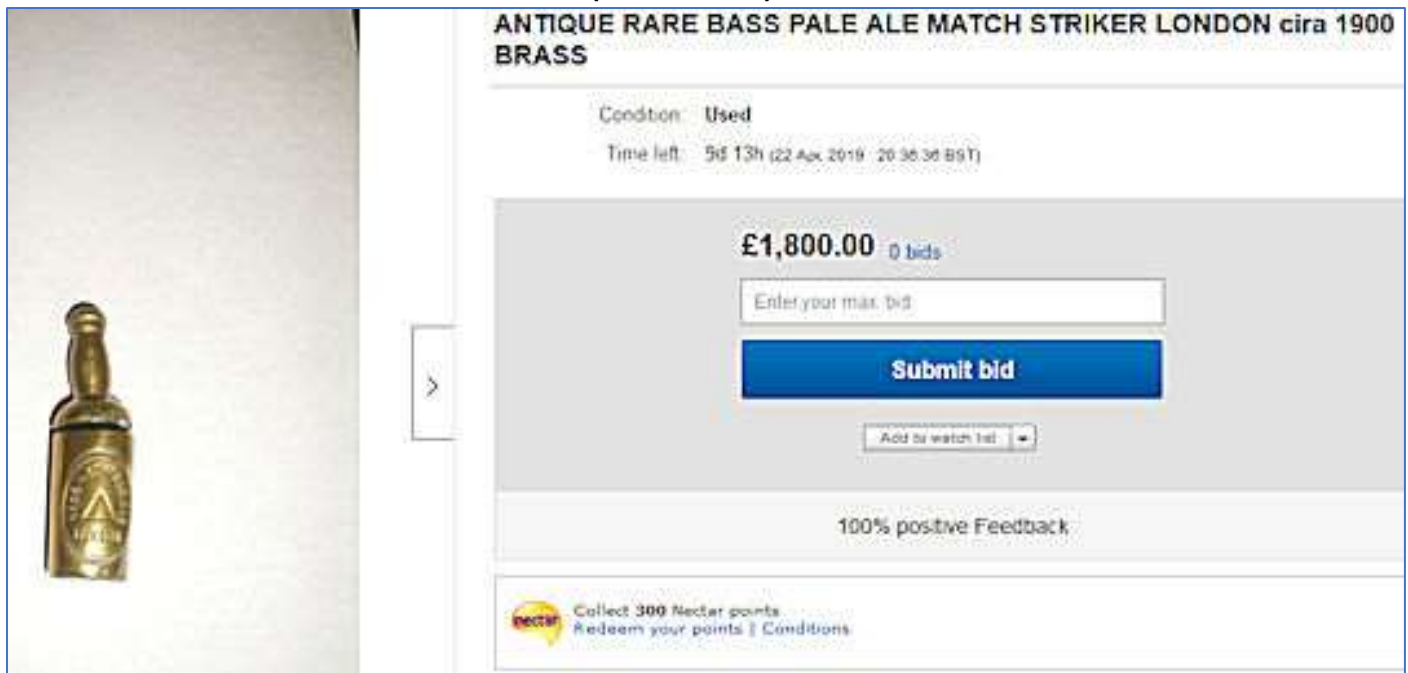 ANTIQUE RARE BASS PALE ALE MATCH STRIKER LONDON cira 1900
BRASS
Condition: Used
Time left: 9d 13h (22 Apr, 2019 20:36:36 BST)
£1,800.00 0 bids
Enter your max. bid
Submit bid
Add to watch list
100% positive Feedback
nectar
Collect 300 Nectar points
Redeem your points | Conditions